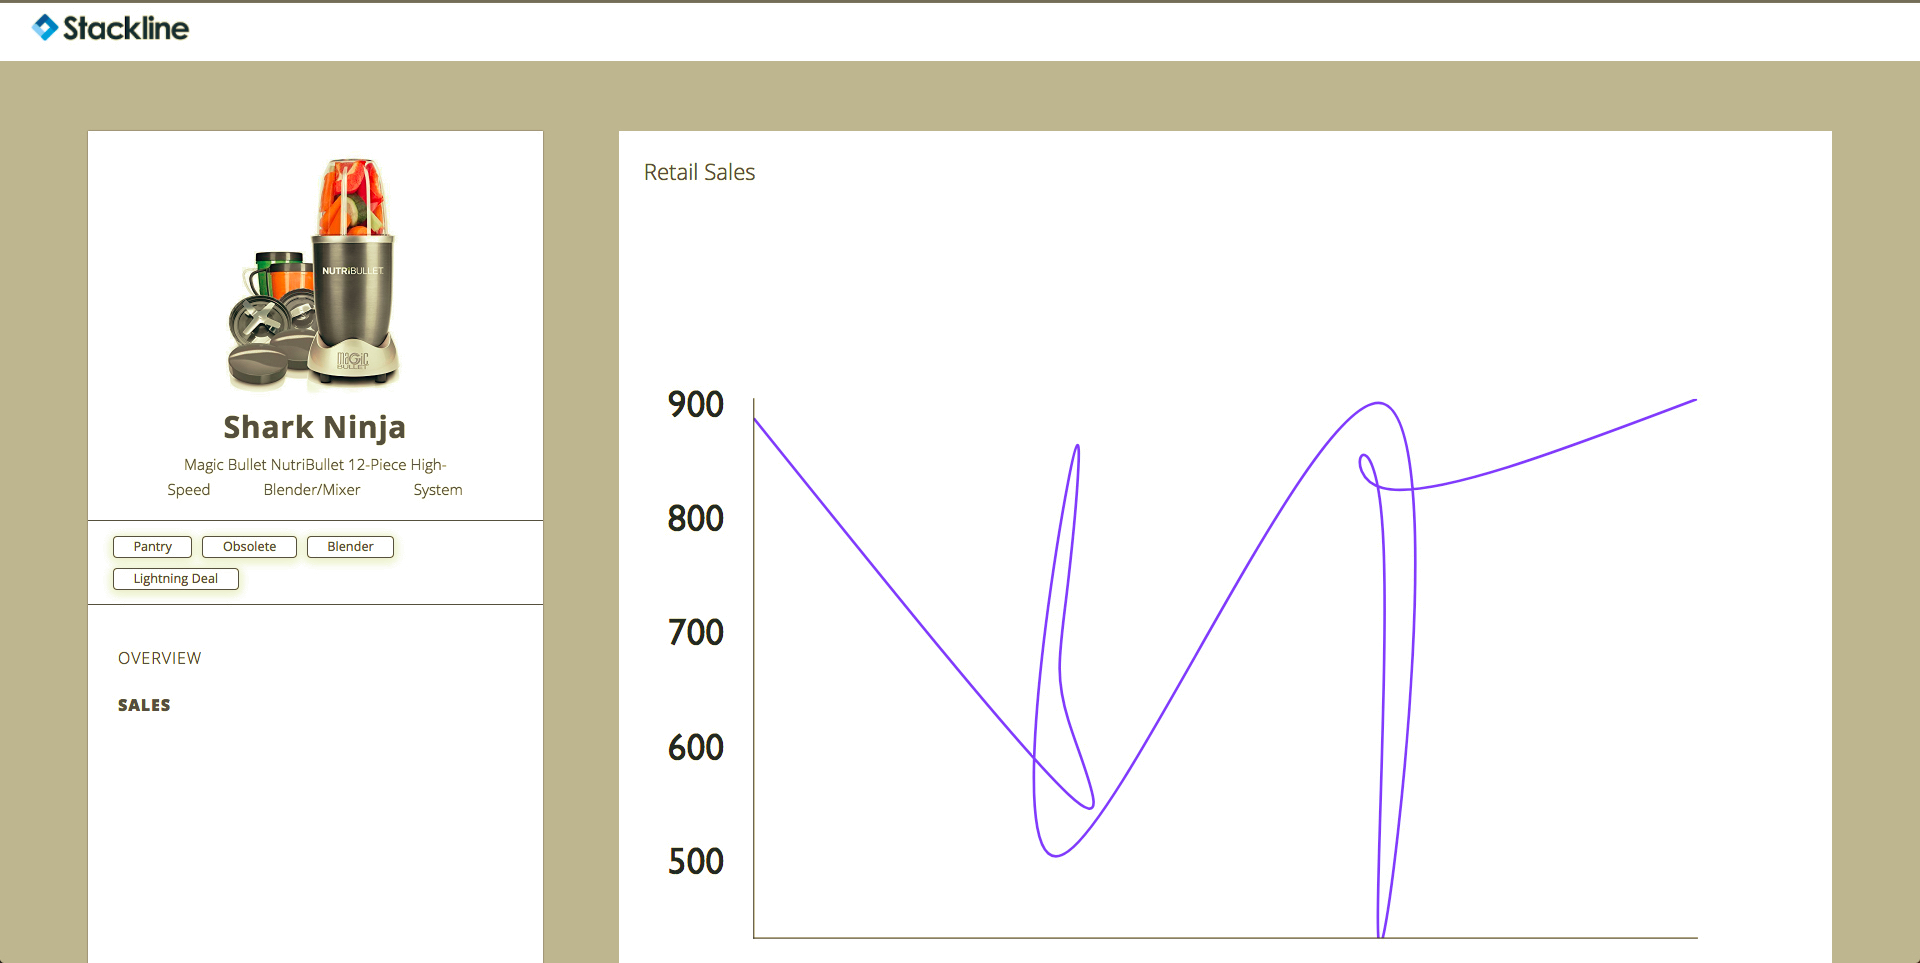 Stackline
NUTRiBULLET
MAGIC
BULLET
Shark Ninja
Magic Bullet NutriBullet 12-Piece High-
Speed Blender/Mixer System
Pantry Obsolete Blender
Lightning Deal
OVERVIEW
SALES
Retail Sales
900
800
700
600
500